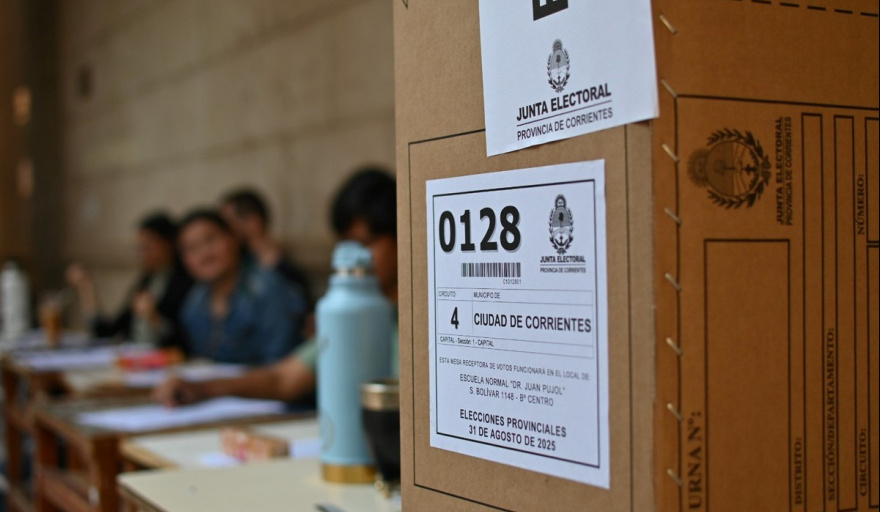 JUNTA ELECTORAL
PROVINCIA DE CORRIENTES
0128
JUNTA ELECTORAL
PROVINCIA DE CORRIENTES
CIRCUITO
MUNICIPIO DE
4
CIUDAD DE CORRIENTES
CAPITAL - Sección: 1 - CAPITAL
ESTA MESA RECEPTORA DE VOTOS FUNCIONARÁ EN EL LOCAL DE:
ESCUELA NORMAL "DR. JUAN PUJOL"
S. BOLÍVAR 1148 - Bº CENTRO
ELECCIONES PROVINCIALES
31 DE AGOSTO DE 2025
JUNTA ELECTORAL
PROVINCIA DE CORRIENTES
URNA Nº:
DISTRITO:
SECCIÓN/DEPARTAMENTO:
CIRCUITO:
NÚMERO: